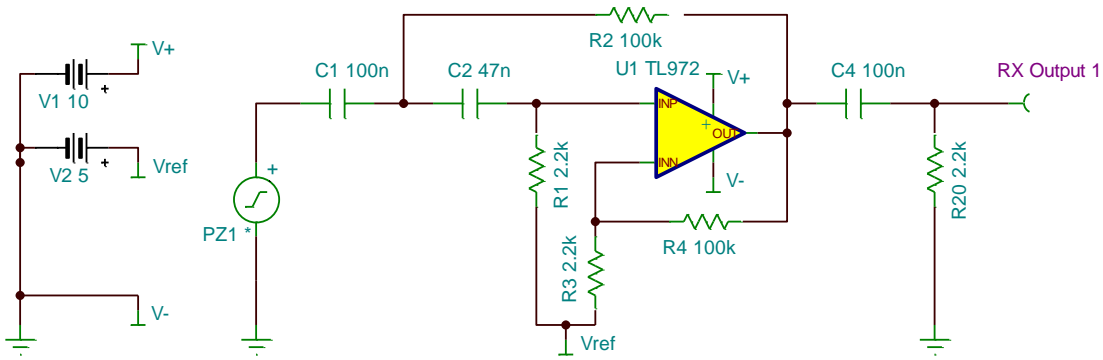 V+
V1 10
+
V2 5
+
Vref
V-
PZ1 *
+
C1 100n
C2 47n
R2 100k
U1 TL972
V+
INP
+
OUT
INN
V-
R1 2.2k
R4 100k
R3 2.2k
Vref
C4 100n
RX Output 1
R20 2.2k